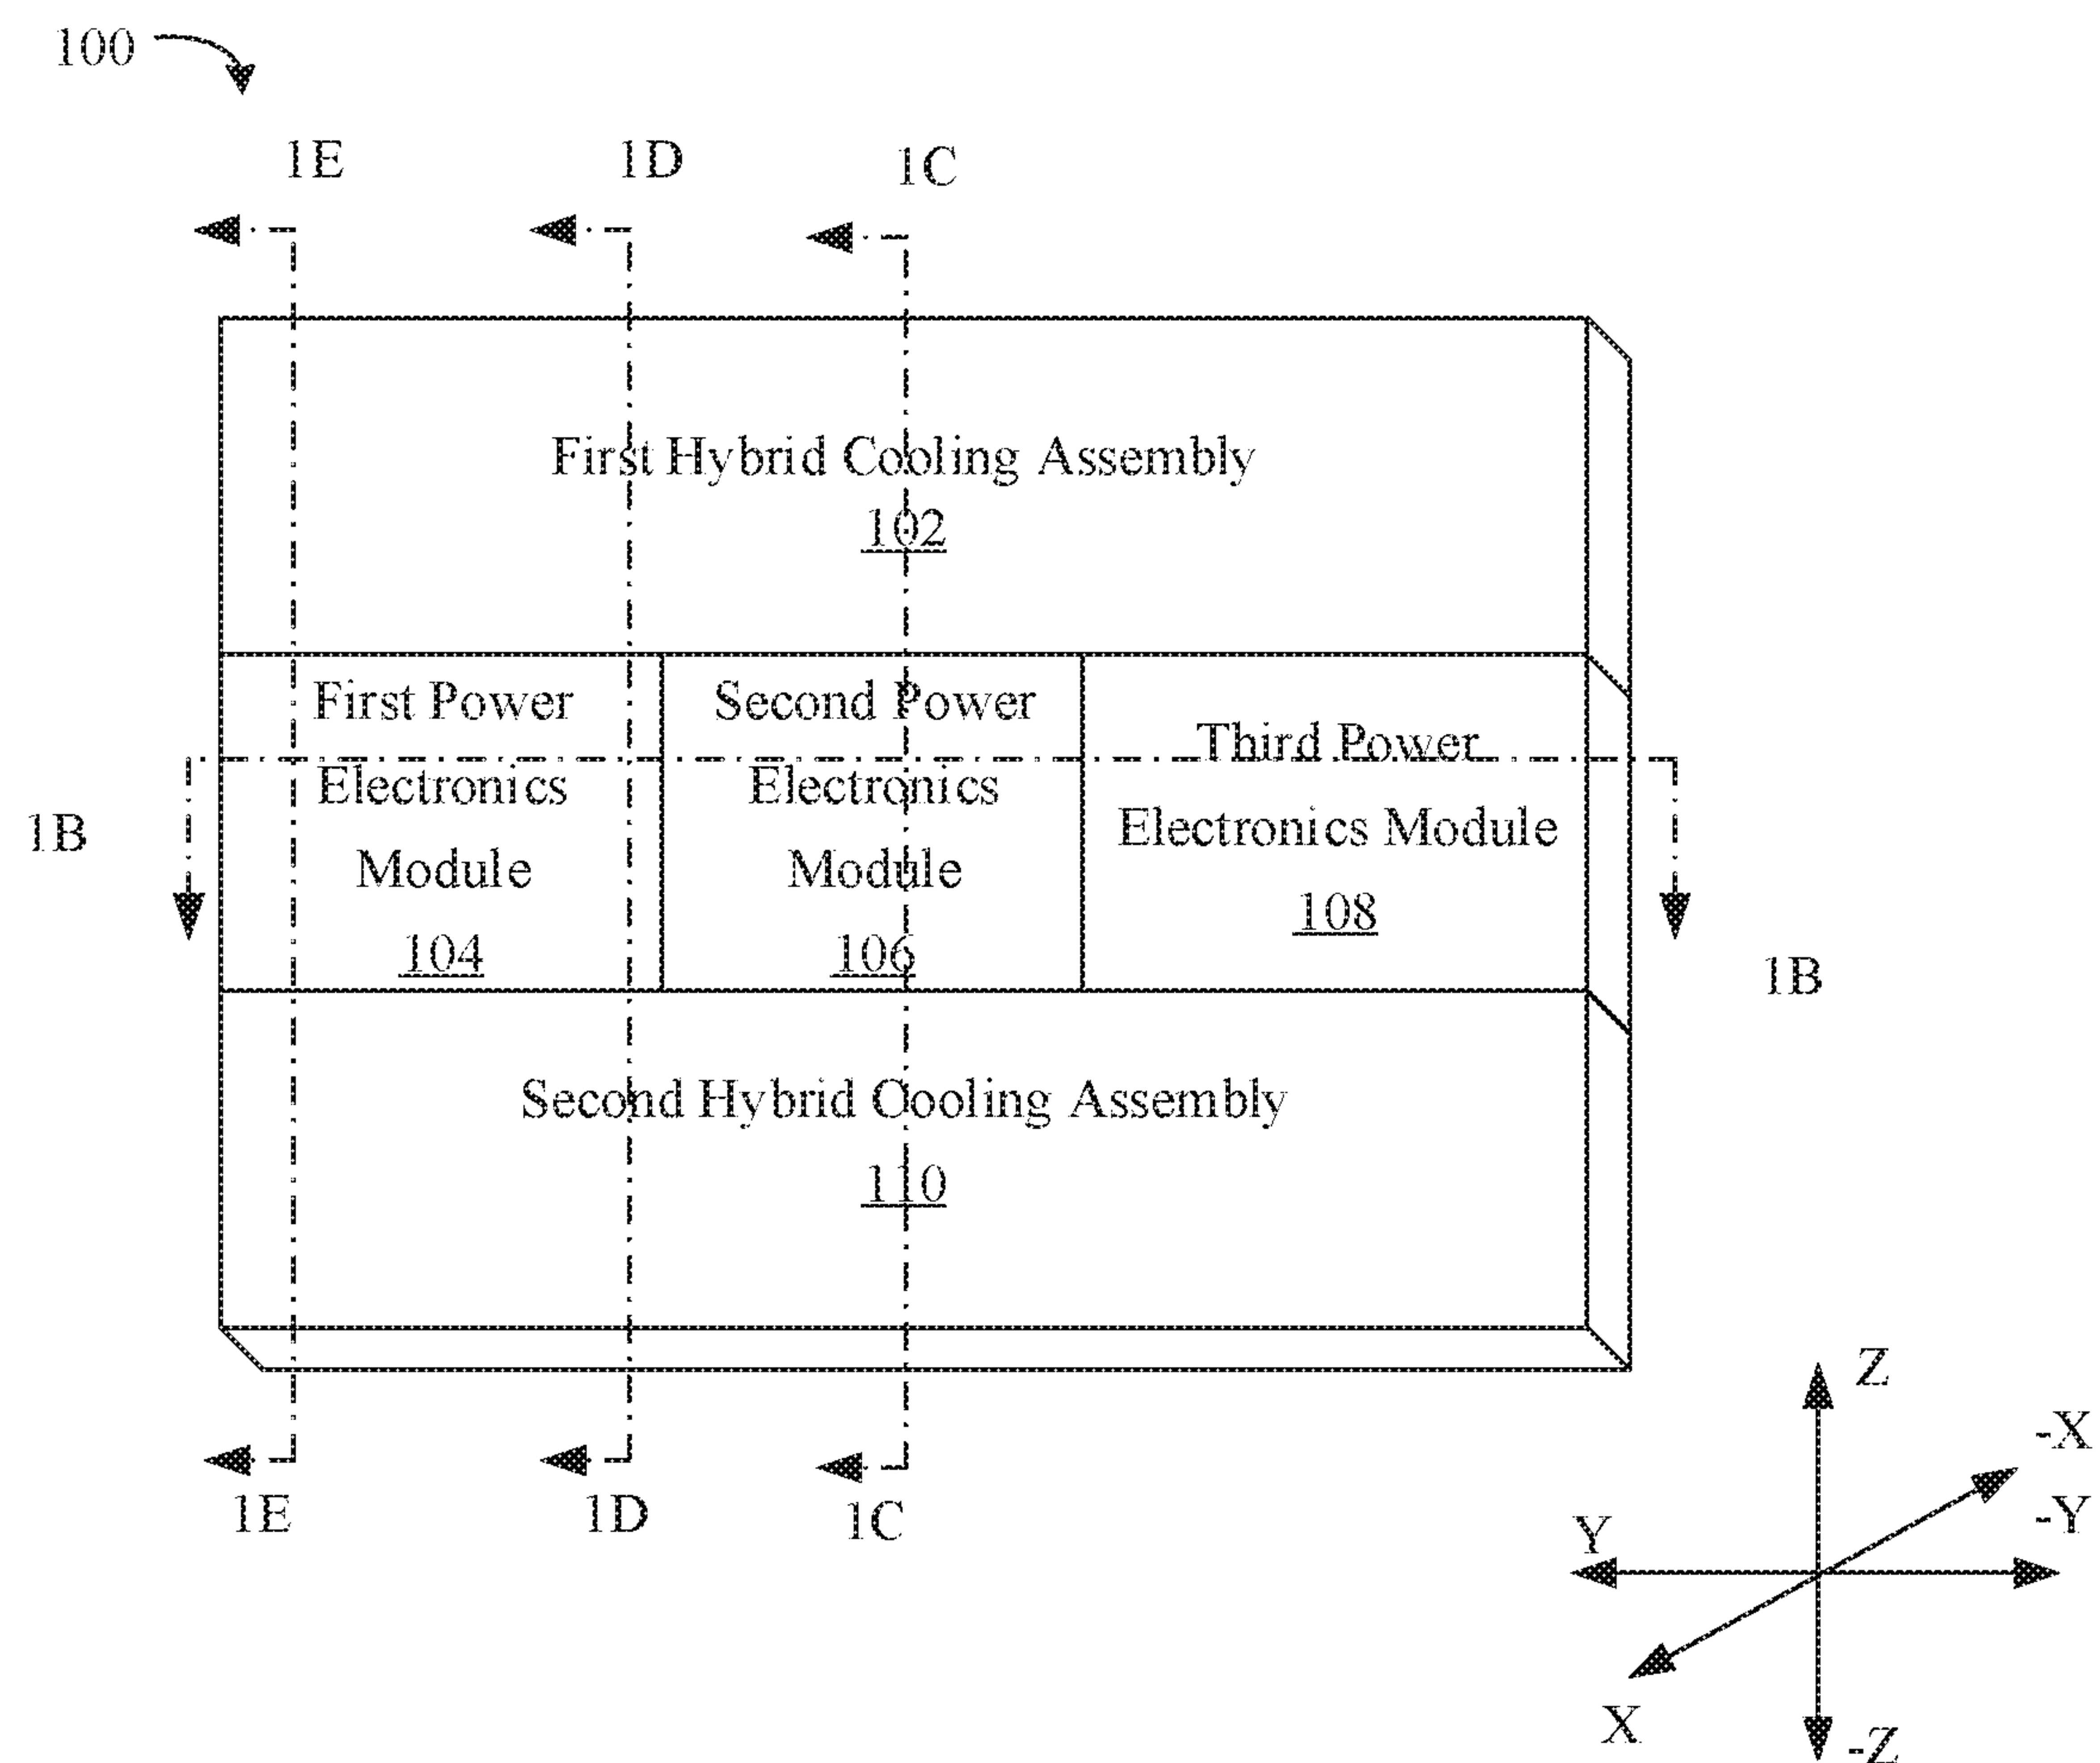 100
1E
1D
1C
First Hybrid Cooling Assembly
102
First Power
Electronics
Module
104
Second Power
Electronics
Module
106
Third Power
Electronics Module
108
1B
1B
Second Hybrid Cooling Assembly
110
1E
1D
1C
Z
-X
-Y
Y
X
-Z